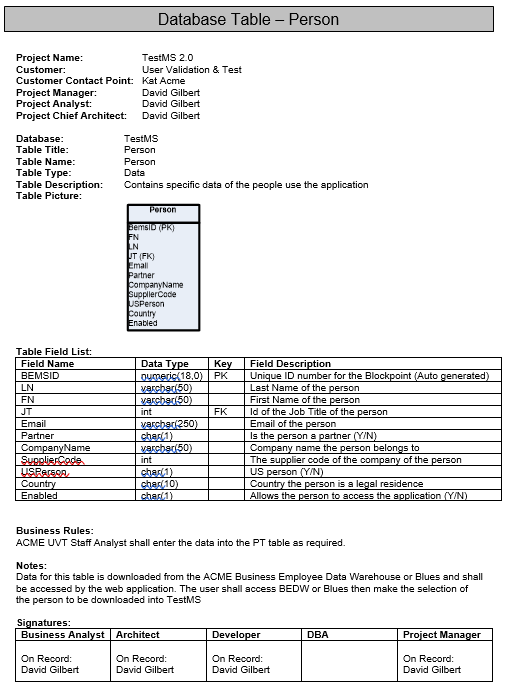 Database Table – Person
Project Name: TestMS 2.0
Customer: User Validation & Test
Customer Contact Point: Kat Acme
Project Manager: David Gilbert
Project Analyst: David Gilbert
Project Chief Architect: David Gilbert
Database: TestMS
Table Title: Person
Table Name: Person
Table Type: Data
Table Description: Contains specific data of the people use the application
Table Picture:
Person
BemsID (PK)
FN
LN
JT (FK)
Email
Partner
CompanyName
SupplierCode
USPerson
Country
Enabled
Table Field List:
Field Name Data Type Key Field Description
BEMSID numeric(18,0) PK Unique ID number for the Blockpoint (Auto generated)
LN varchar(50) Last Name of the person
FN varchar(50) First Name of the person
JT int FK Id of the Job Title of the person
Email varchar(250) Email of the person
Partner char(1) Is the person a partner (Y/N)
CompanyName varchar(50) Company name the person belongs to
SupplierCode int The supplier code of the company of the person
USPerson char(1) US person (Y/N)
Country char(10) Country the person is a legal residence
Enabled char(1) Allows the person to access the application (Y/N)
Business Rules:
ACME UVT Staff Analyst shall enter the data into the PT table as required.
Notes:
Data for this table is downloaded from the ACME Business Employee Data Warehouse or Blues and shall
be accessed by the web application. The user shall access BEDW or Blues then make the selection of
the person to be downloaded into TestMS
Signatures:
Business Analyst Architect Developer DBA Project Manager
On Record: On Record: On Record: On Record:
David Gilbert David Gilbert David Gilbert David Gilbert